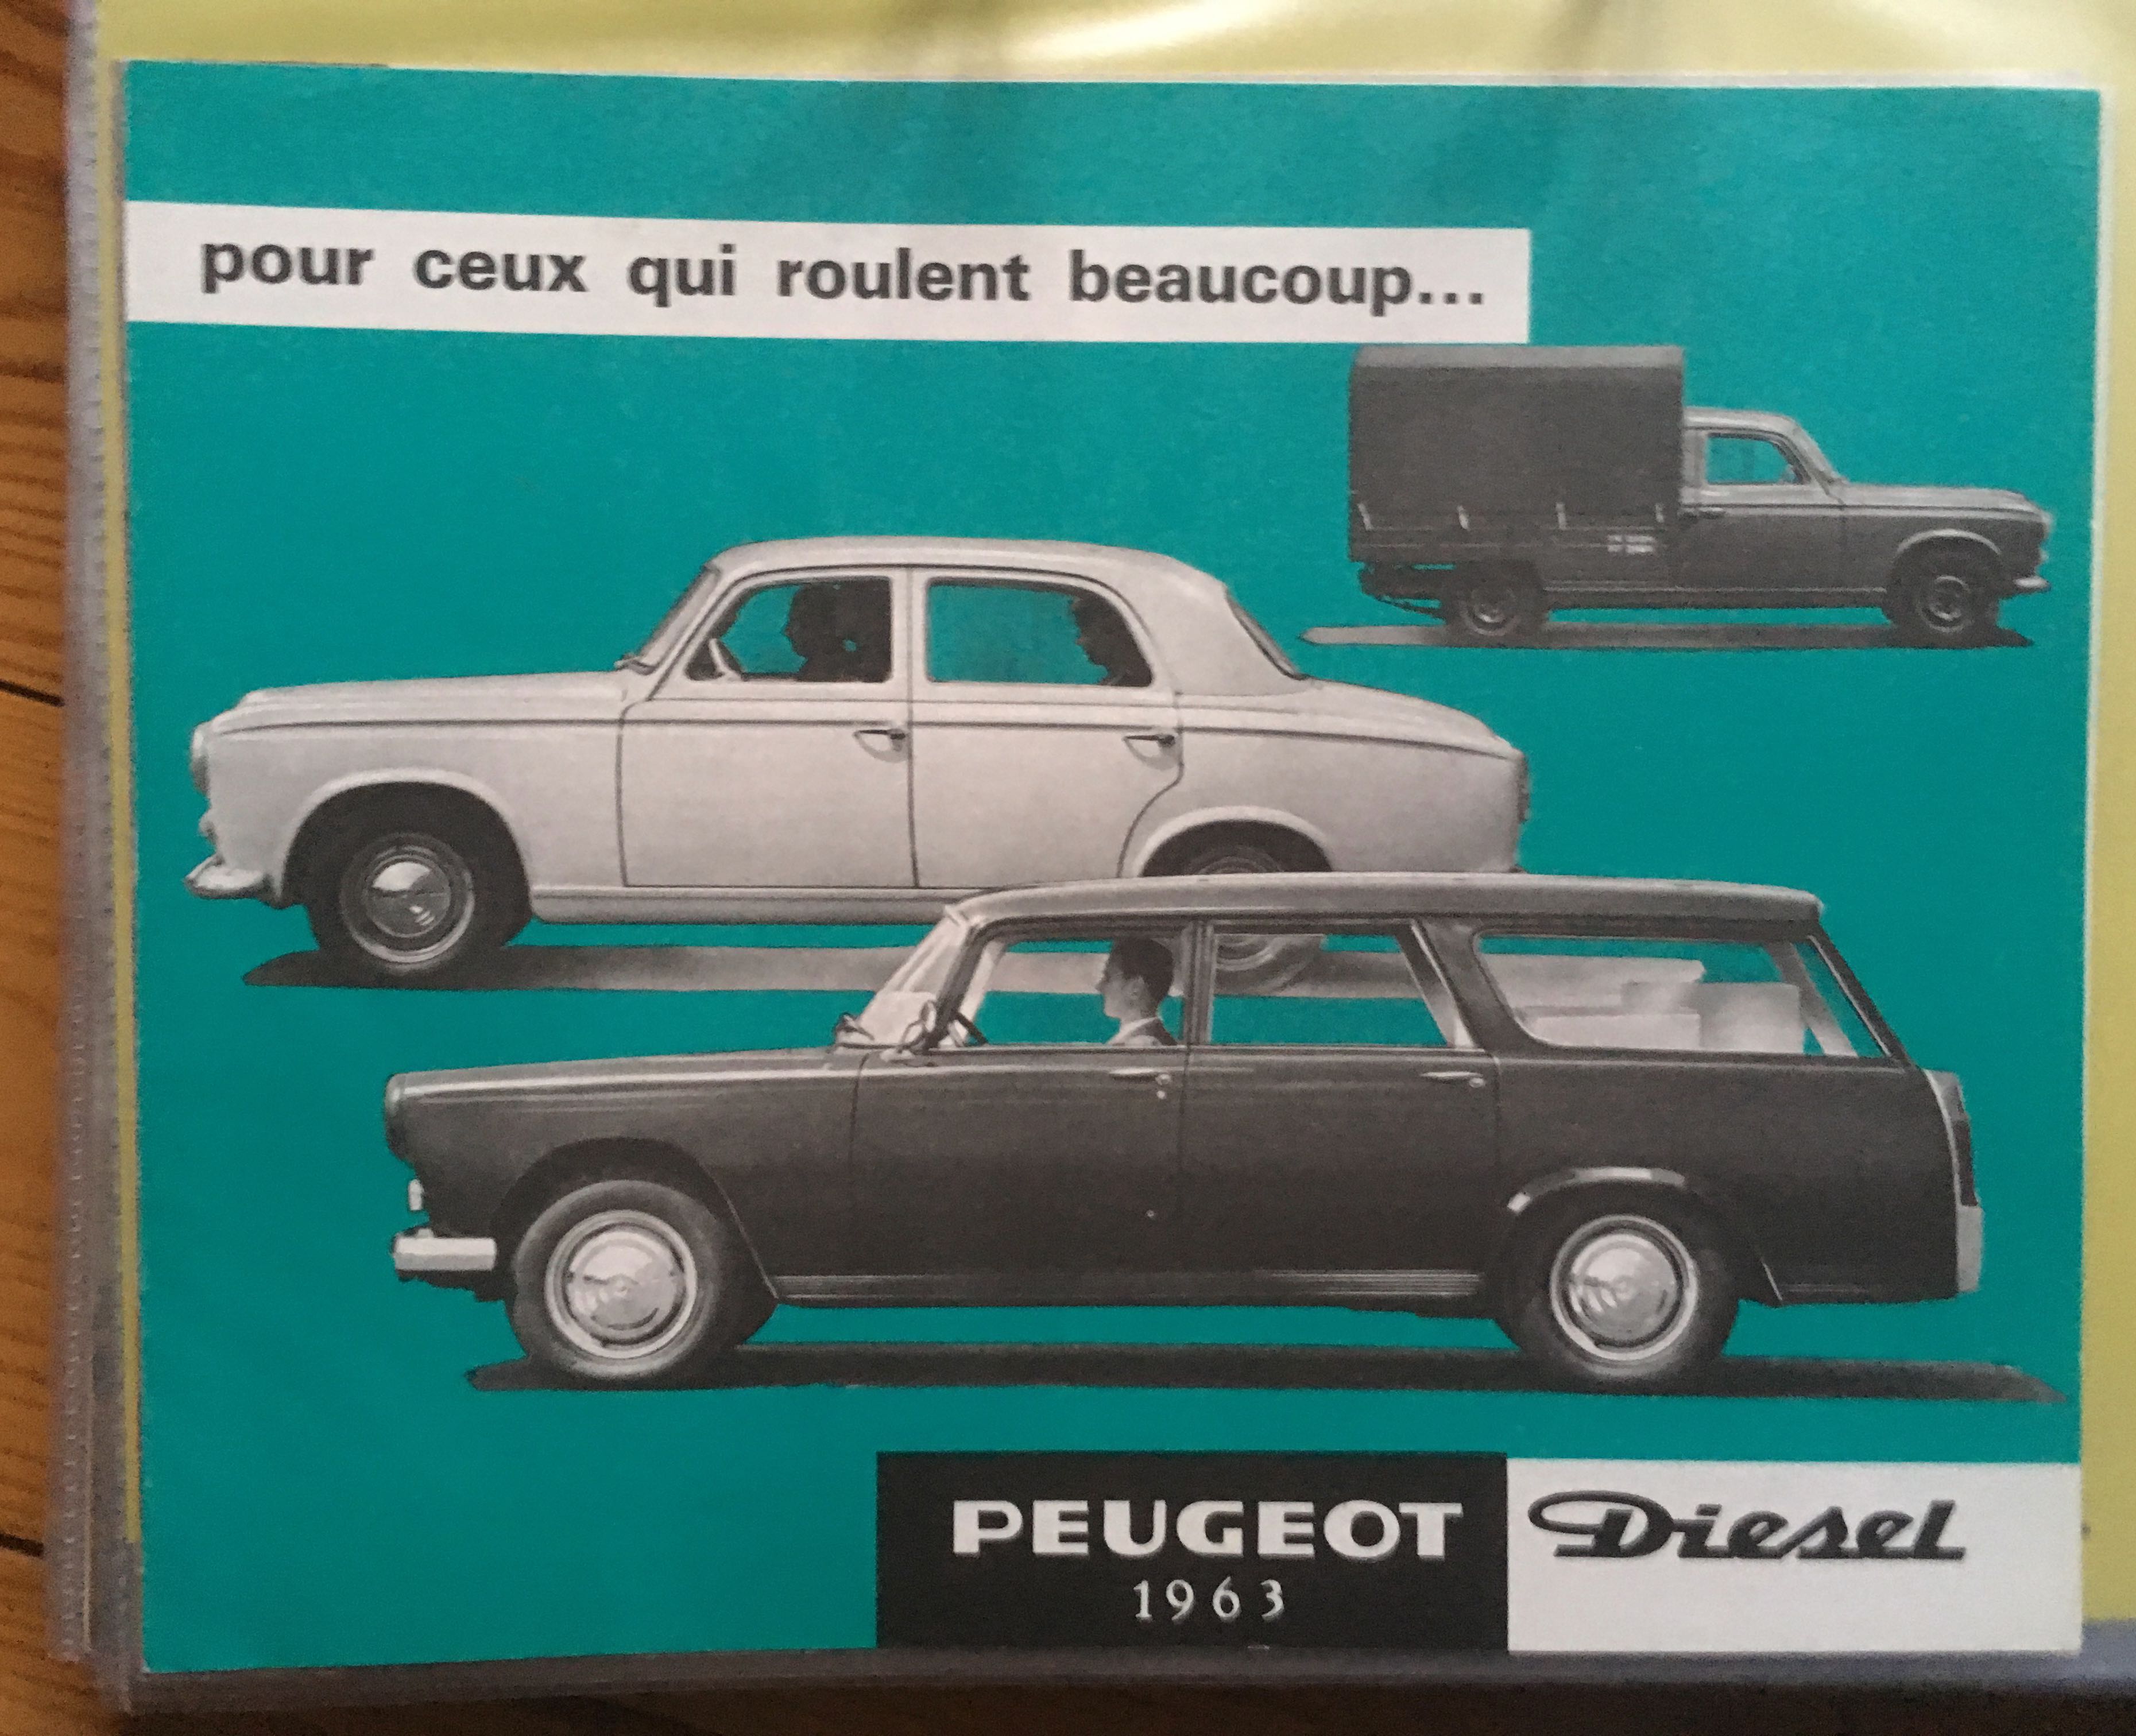 pour ceux qui roulent beaucoup...
PEUGEOT Diesel
1963